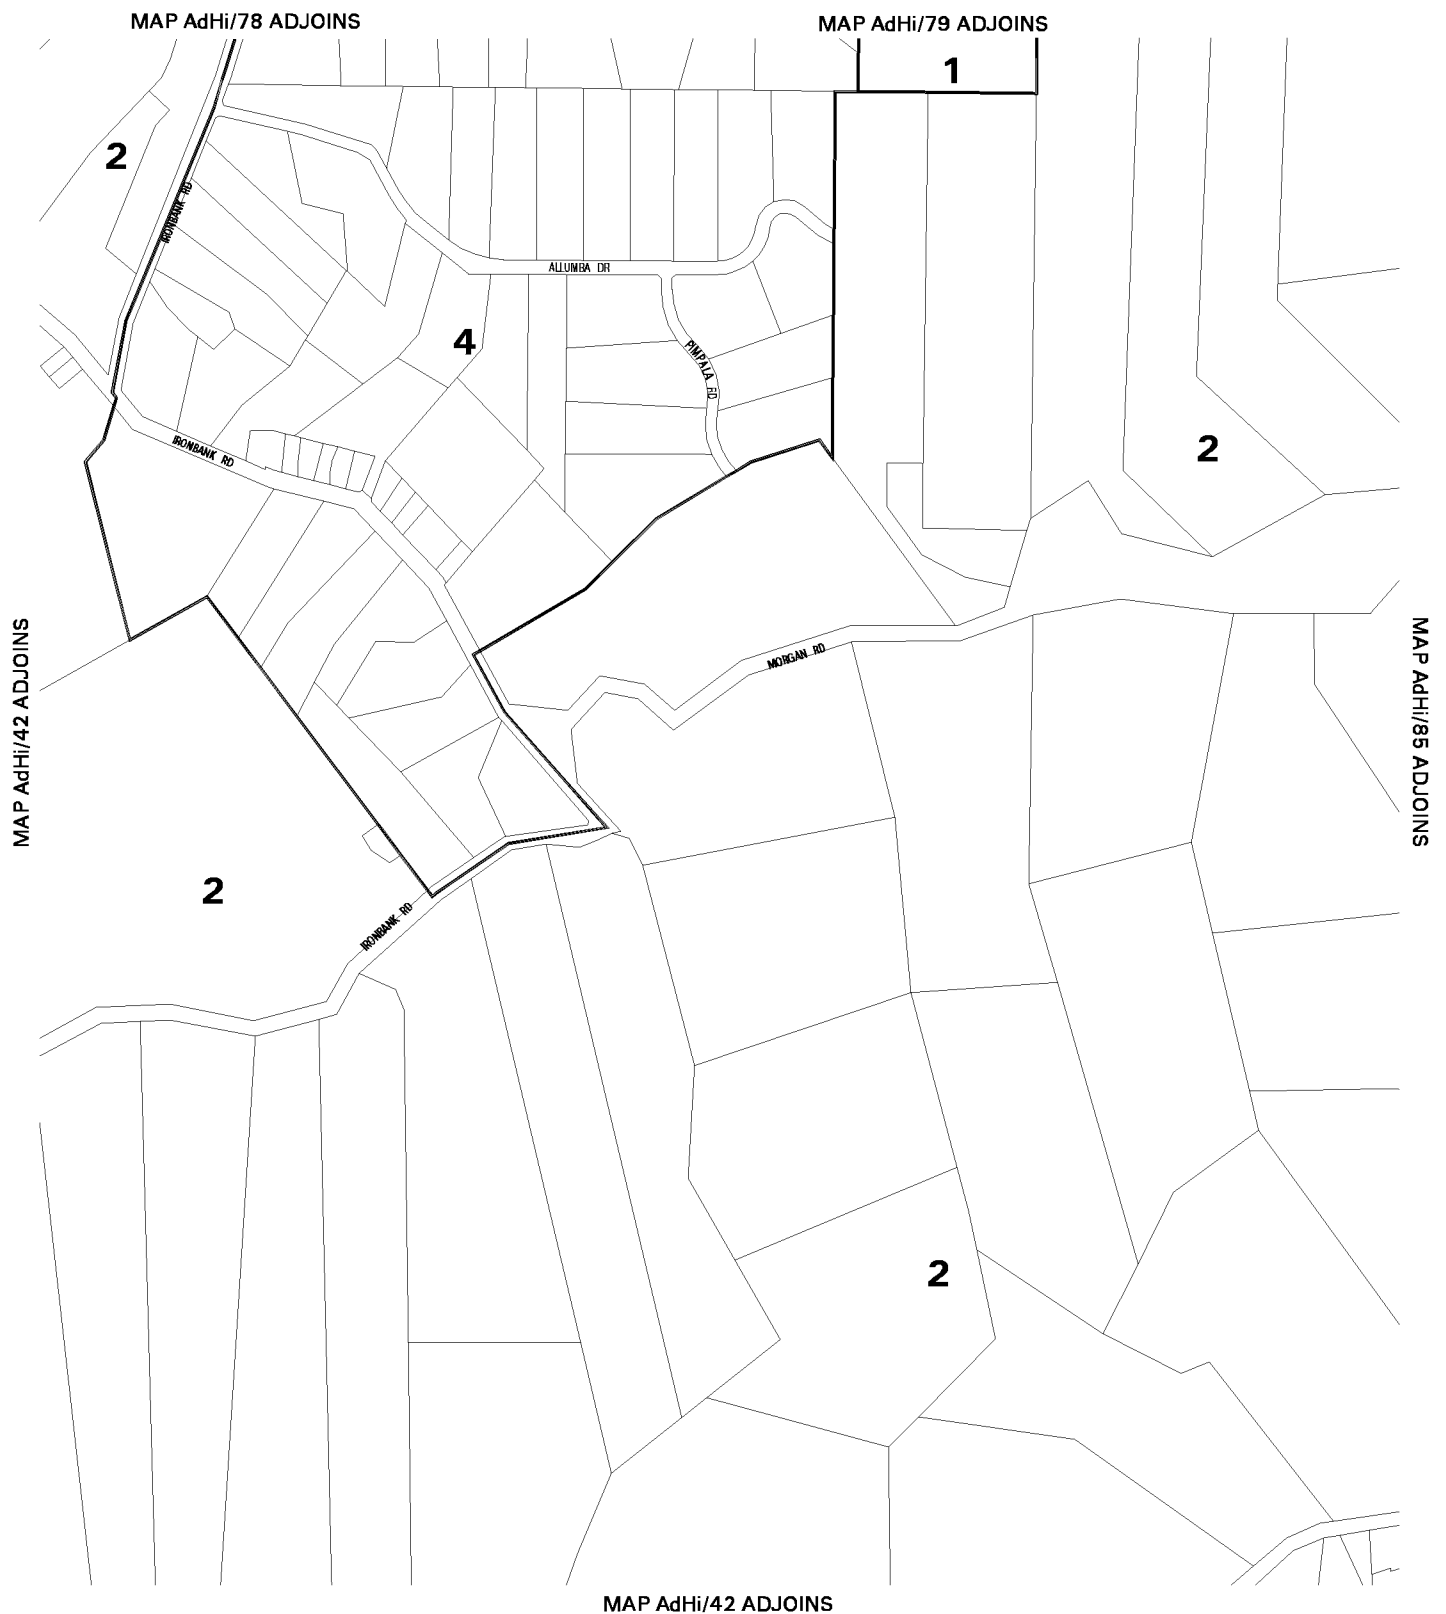 MAP AdHi/78 ADJOINS
MAP AdHi/79 ADJOINS
1
2
IRONBANK RD
ALLUMBA DR
4
PIMPALA RD
2
IRONBANK RD
MORGAN RD
MAP AdHi/42 ADJOINS
MAP AdHi/85 ADJOINS
2
IRONBANK RD
2
MAP AdHi/42 ADJOINS